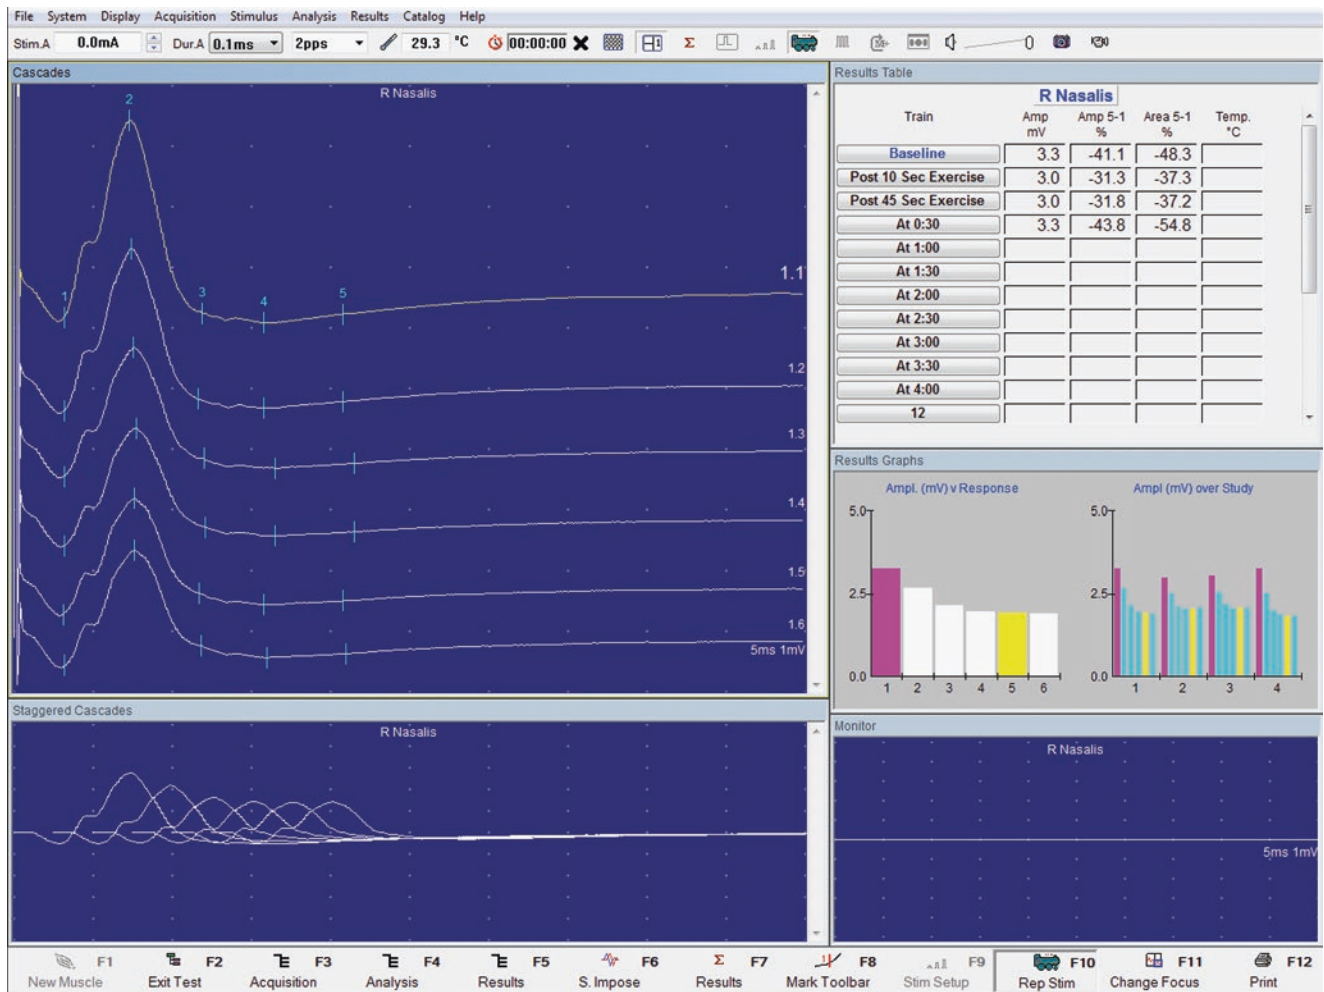 File System Display Acquisition Stimulus Analysis Results Catalog Help
Stim.A 0.0mA Dur.A 0.1ms 2pps 29.3 °C 00:00:00 Σ
Cascades
R Nasalis
2
1 3 4 5 1.1
1.2
1.3
1.4
1.5
1.6
5ms 1mV
Staggered Cascades
R Nasalis
Results Table
R Nasalis
Train Amp mV Amp 5-1 % Area 5-1 % Temp. °C
Baseline 3.3 -41.1 -48.3
Post 10 Sec Exercise 3.0 -31.3 -37.3
Post 45 Sec Exercise 3.0 -31.8 -37.2
At 0:30 3.3 -43.8 -54.8
At 1:00
At 1:30
At 2:00
At 2:30
At 3:00
At 3:30
At 4:00
12
Results Graphs
Ampl. (mV) v Response
5.0
2.5
0.0
1 2 3 4 5 6
Ampl (mV) over Study
5.0
2.5
0.0
1 2 3 4
Monitor
R Nasalis
5ms 1mV
F1 F2 F3 F4 F5 F6 Σ F7 F8 F9 F10 F11 F12
New Muscle Exit Test Acquisition Analysis Results S. Impose Results Mark Toolbar Stim Setup Rep Stim Change Focus Print